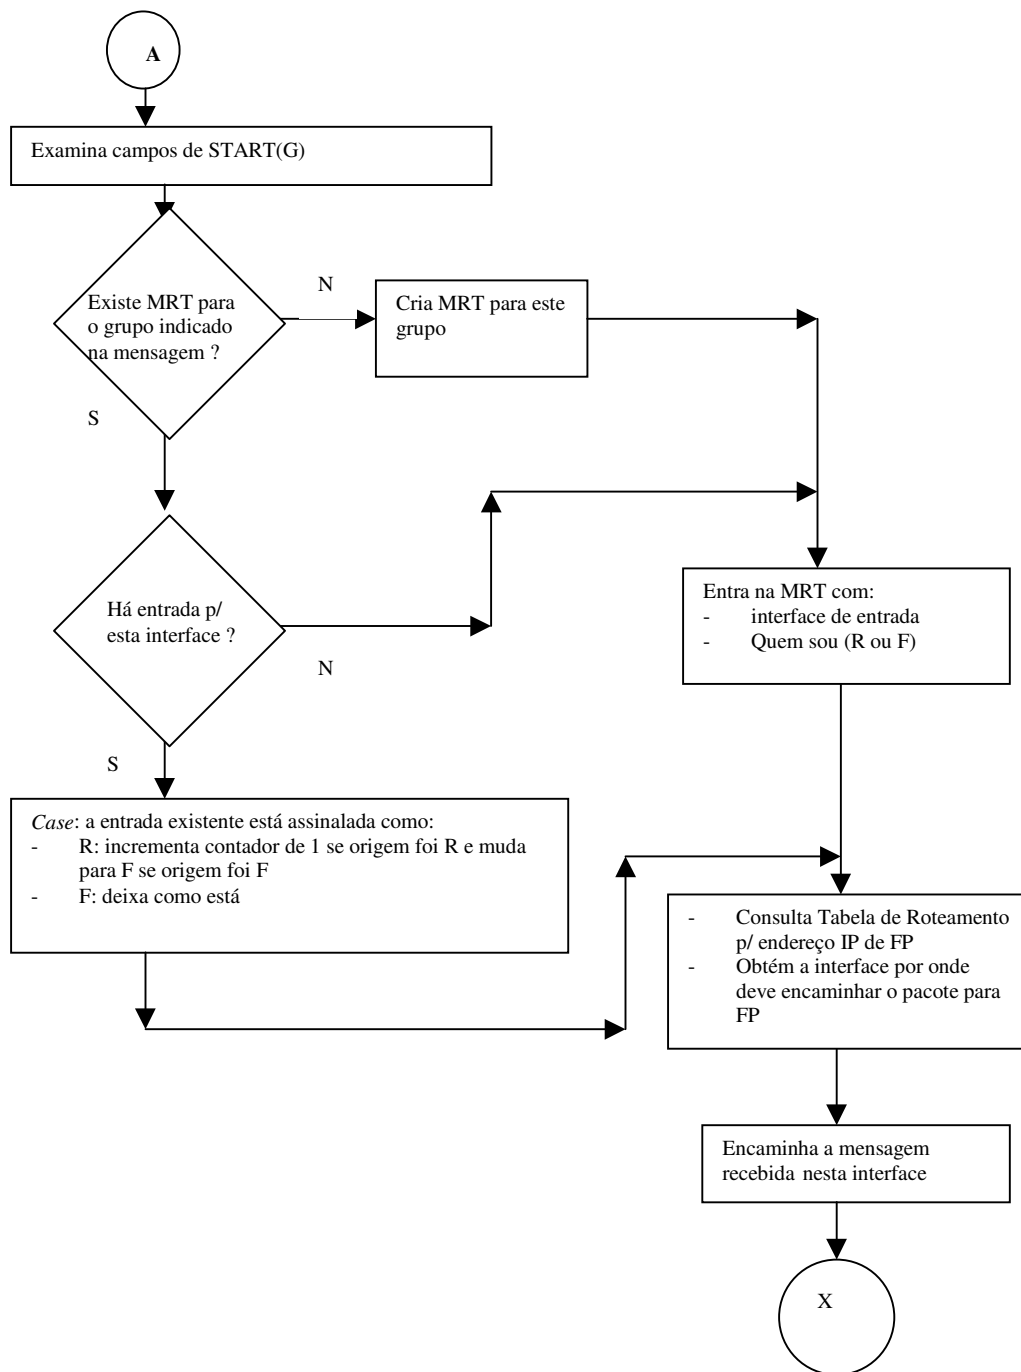 A
Examina campos de START(G)
Existe MRT para
o grupo indicado
na mensagem ?
N
Cria MRT para este
grupo
S
Há entrada p/
esta interface ?
N
Entra na MRT com:
- interface de entrada
- Quem sou (R ou F)
S
Case: a entrada existente está assinalada como:
- R: incrementa contador de 1 se origem foi R e muda
para F se origem foi F
- F: deixa como está
- Consulta Tabela de Roteamento
p/ endereço IP de FP
- Obtém a interface por onde
deve encaminhar o pacote para
FP
Encaminha a mensagem
recebida nesta interface
X